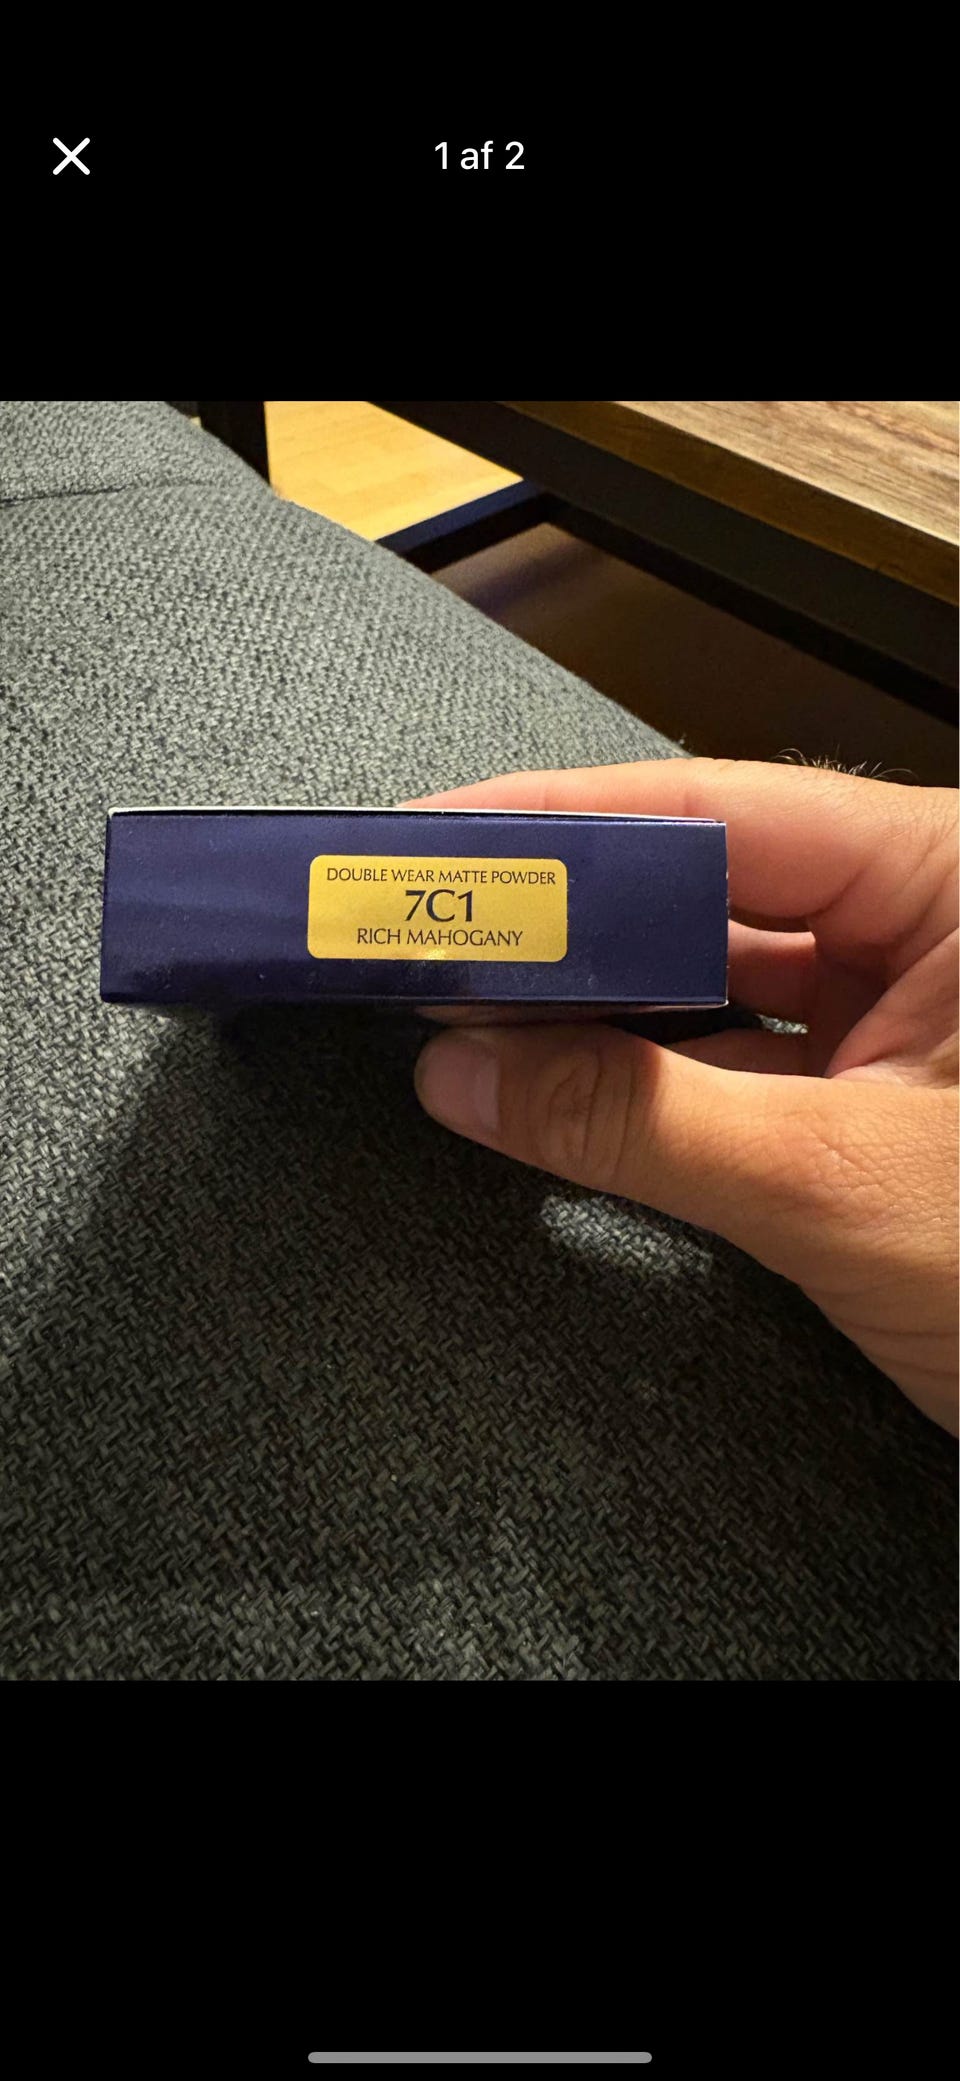 1 af 2
DOUBLE WEAR MATTE POWDER
7C1
RICH MAHOGANY